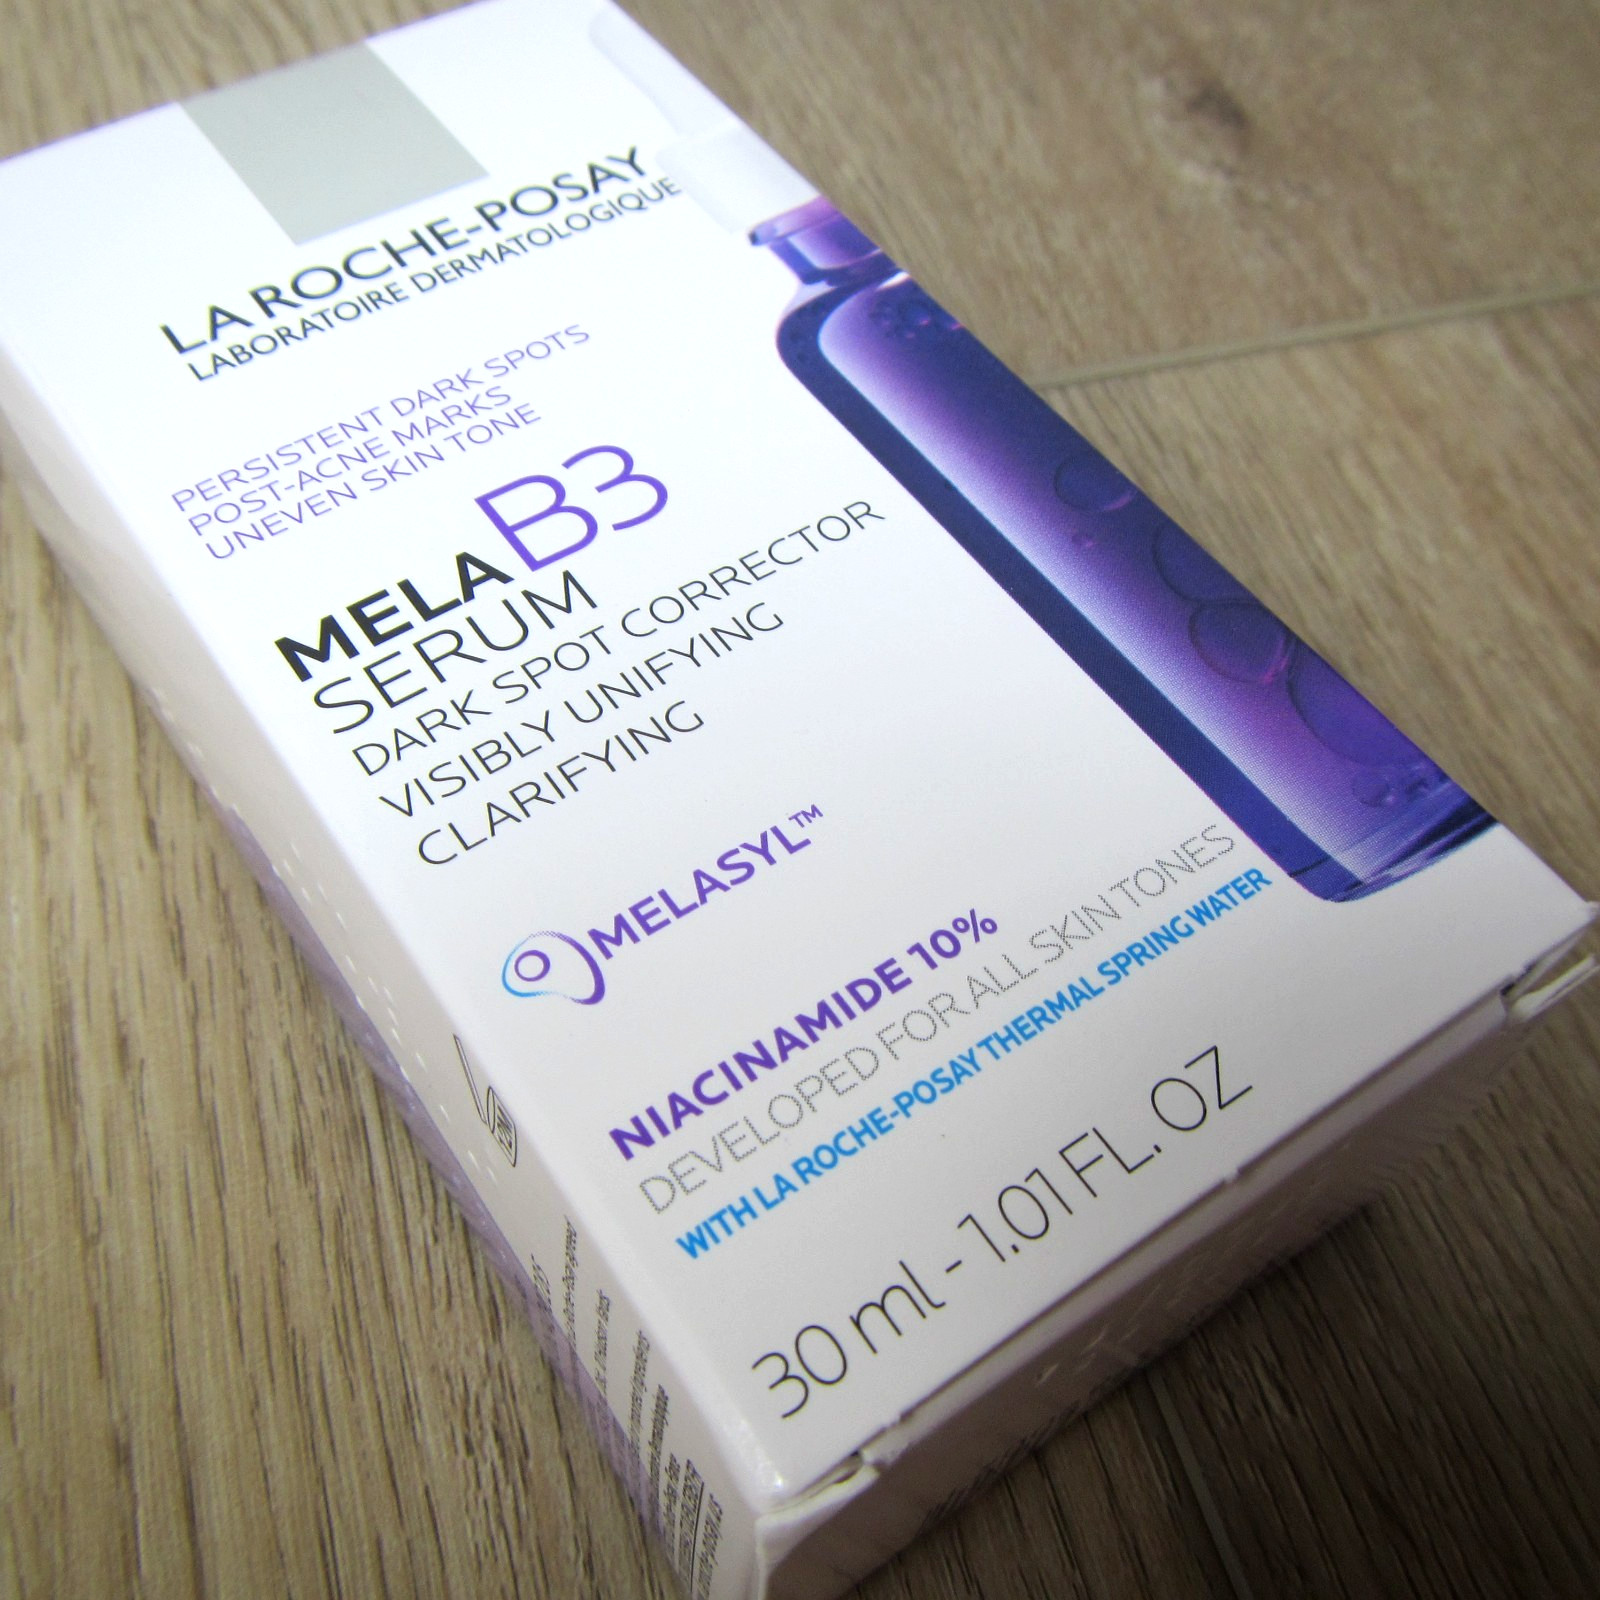 LA ROCHE-POSAY
LABORATOIRE DERMATOLOGIQUE
PERSISTENT DARK SPOTS
POST-ACNE MARKS
UNEVEN SKIN TONE
MELA B3
SERUM
DARK SPOT CORRECTOR
VISIBLY UNIFYING
CLARIFYING
MELASYL™
NIACINAMIDE 10%
DEVELOPED FOR ALL SKIN TONES
WITH LA ROCHE-POSAY THERMAL SPRING WATER
30 ml - 1.01 FL. OZ